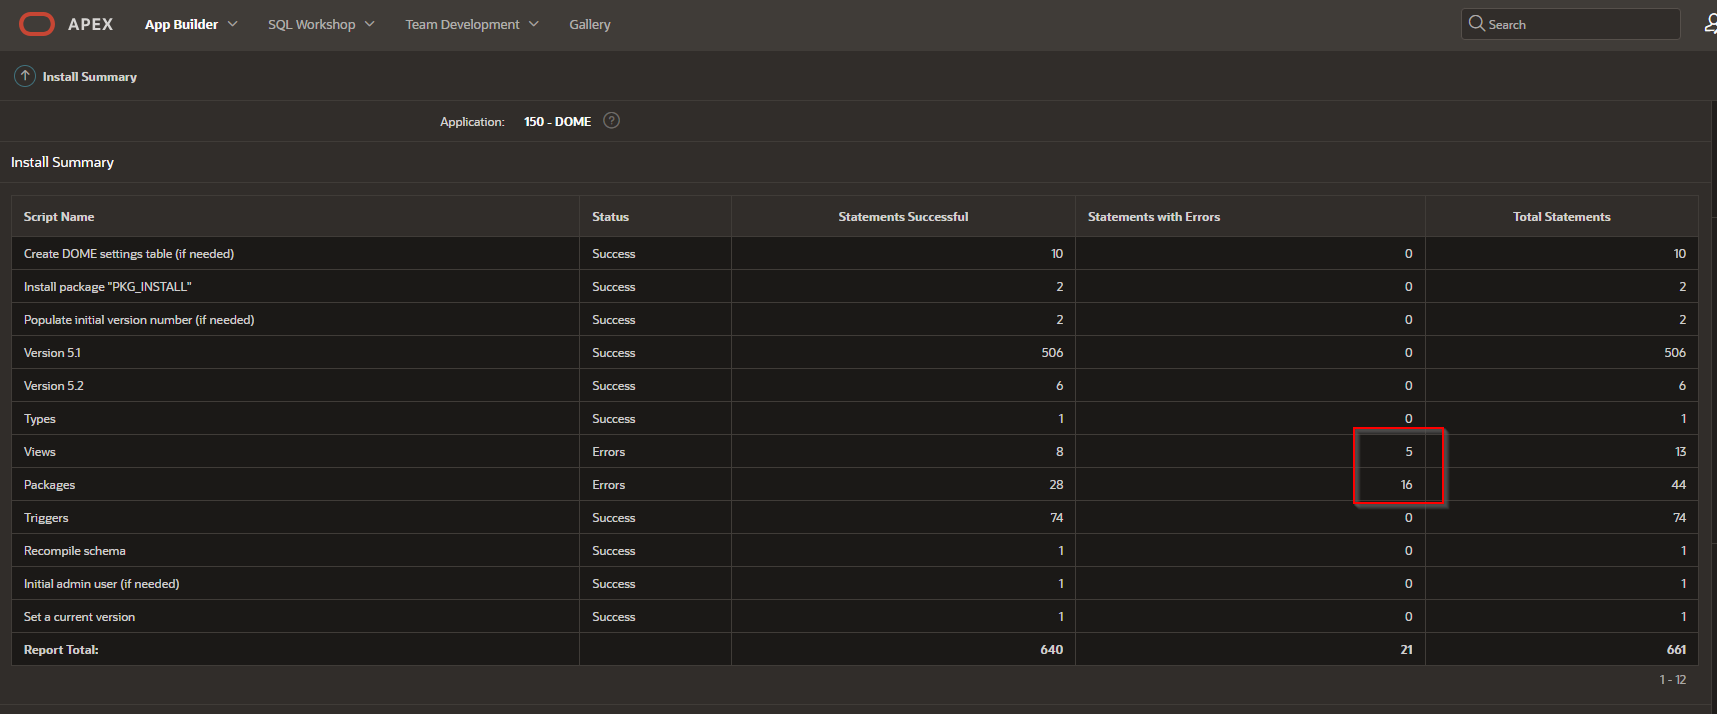 APEX App Builder SQL Workshop Team Development Gallery Search
Install Summary
Application: 150 - DOME ?
Install Summary
Script Name Status Statements Successful Statements with Errors Total Statements
Create DOME settings table (if needed) Success 10 0 10
Install package "PKG_INSTALL" Success 2 0 2
Populate initial version number (if needed) Success 2 0 2
Version 5.1 Success 506 0 506
Version 5.2 Success 6 0 6
Types Success 1 0 1
Views Errors 8 5 13
Packages Errors 28 16 44
Triggers Success 74 0 74
Recompile schema Success 1 0 1
Initial admin user (if needed) Success 1 0 1
Set a current version Success 1 0 1
Report Total: 640 21 661
1 - 12